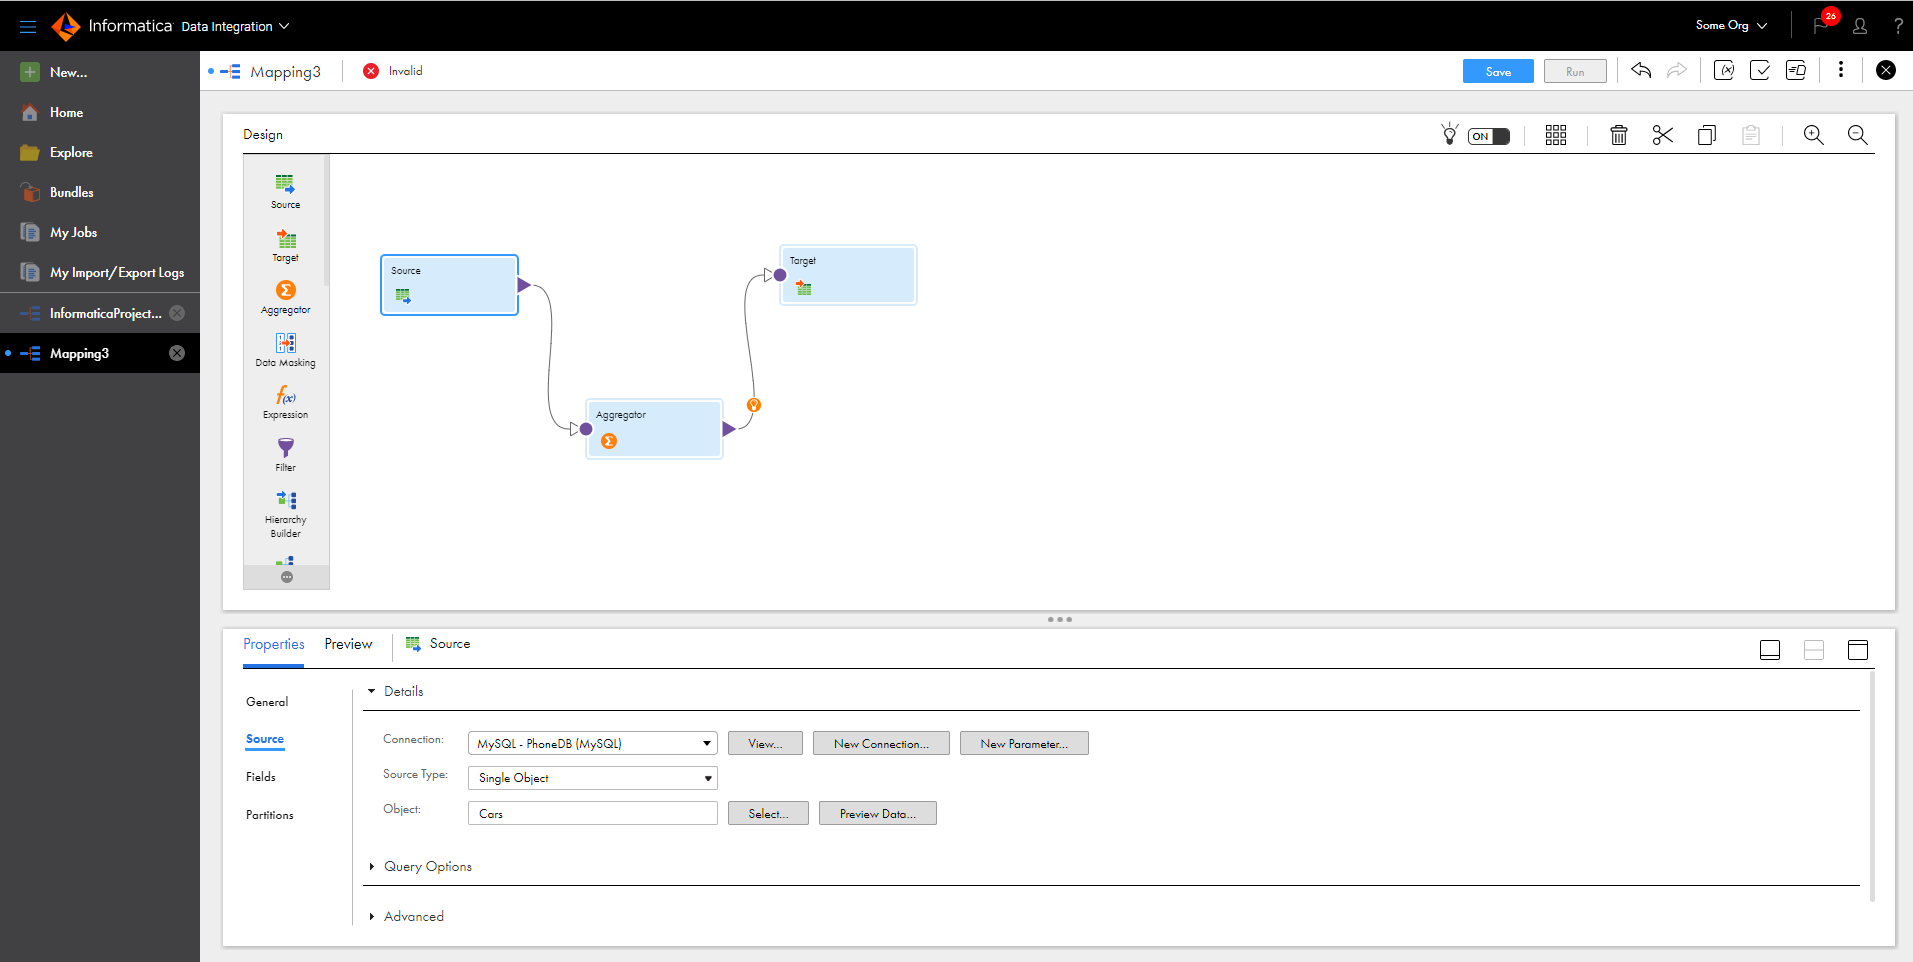 Informatica Data Integration
Some Org
26
?
New...
Home
Explore
Bundles
My Jobs
My Import/Export Logs
InformaticaProject...
Mapping3
Mapping3
Invalid
Save
Run
(x)
Design
ON
Source
Target
Aggregator
Data Masking
f(x)
Expression
Filter
Hierarchy
Builder
Source
Target
Aggregator
Properties
Preview
Source
General
Source
Fields
Partitions
Details
Connection:
MySQL - PhoneDB (MySQL)
View...
New Connection...
New Parameter...
Source Type:
Single Object
Object:
Cars
Select...
Preview Data...
Query Options
Advanced